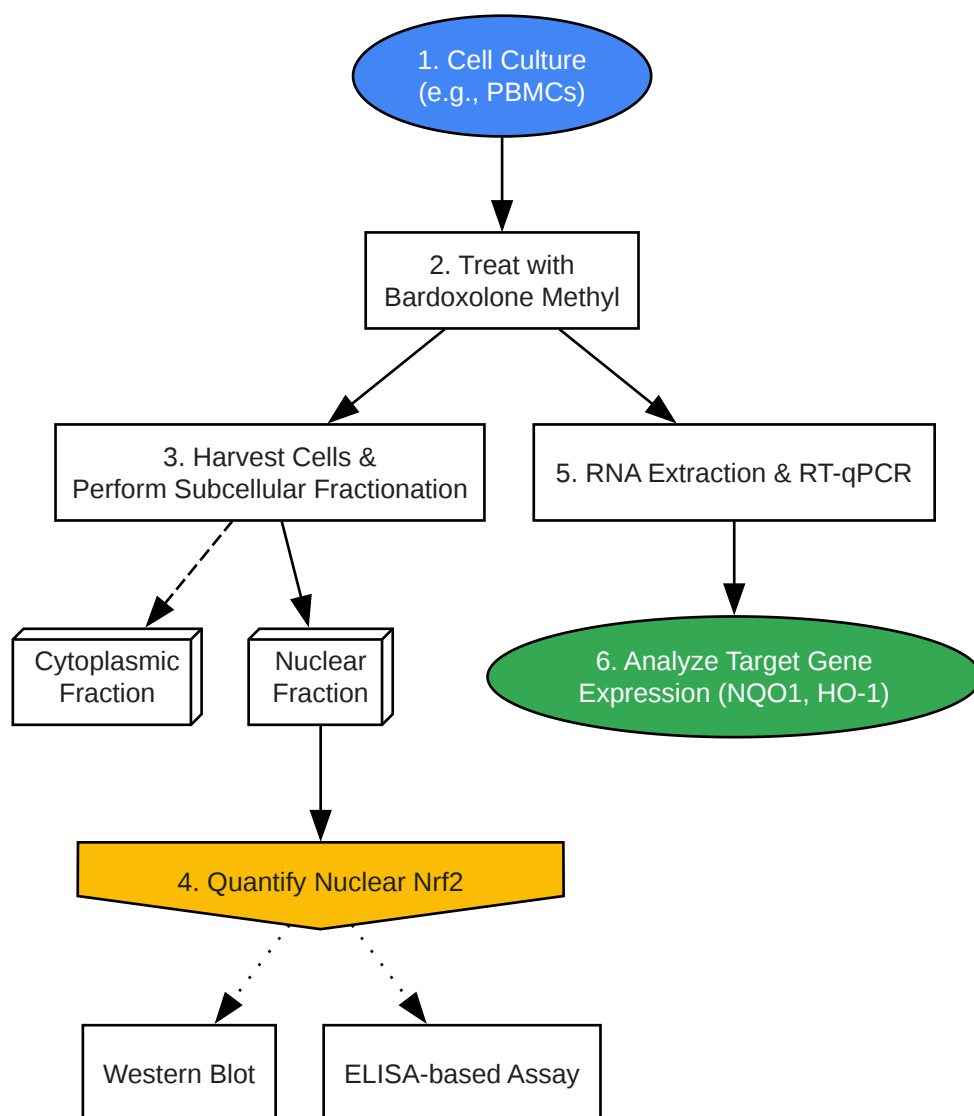 1. Cell Culture
(e.g., PBMCs)
2. Treat with
Bardoxolone Methyl
3. Harvest Cells &
Perform Subcellular Fractionation
5. RNA Extraction & RT-qPCR
Cytoplasmic
Fraction
Nuclear
Fraction
6. Analyze Target Gene
Expression (NQO1, HO-1)
4. Quantify Nuclear Nrf2
Western Blot
ELISA-based Assay